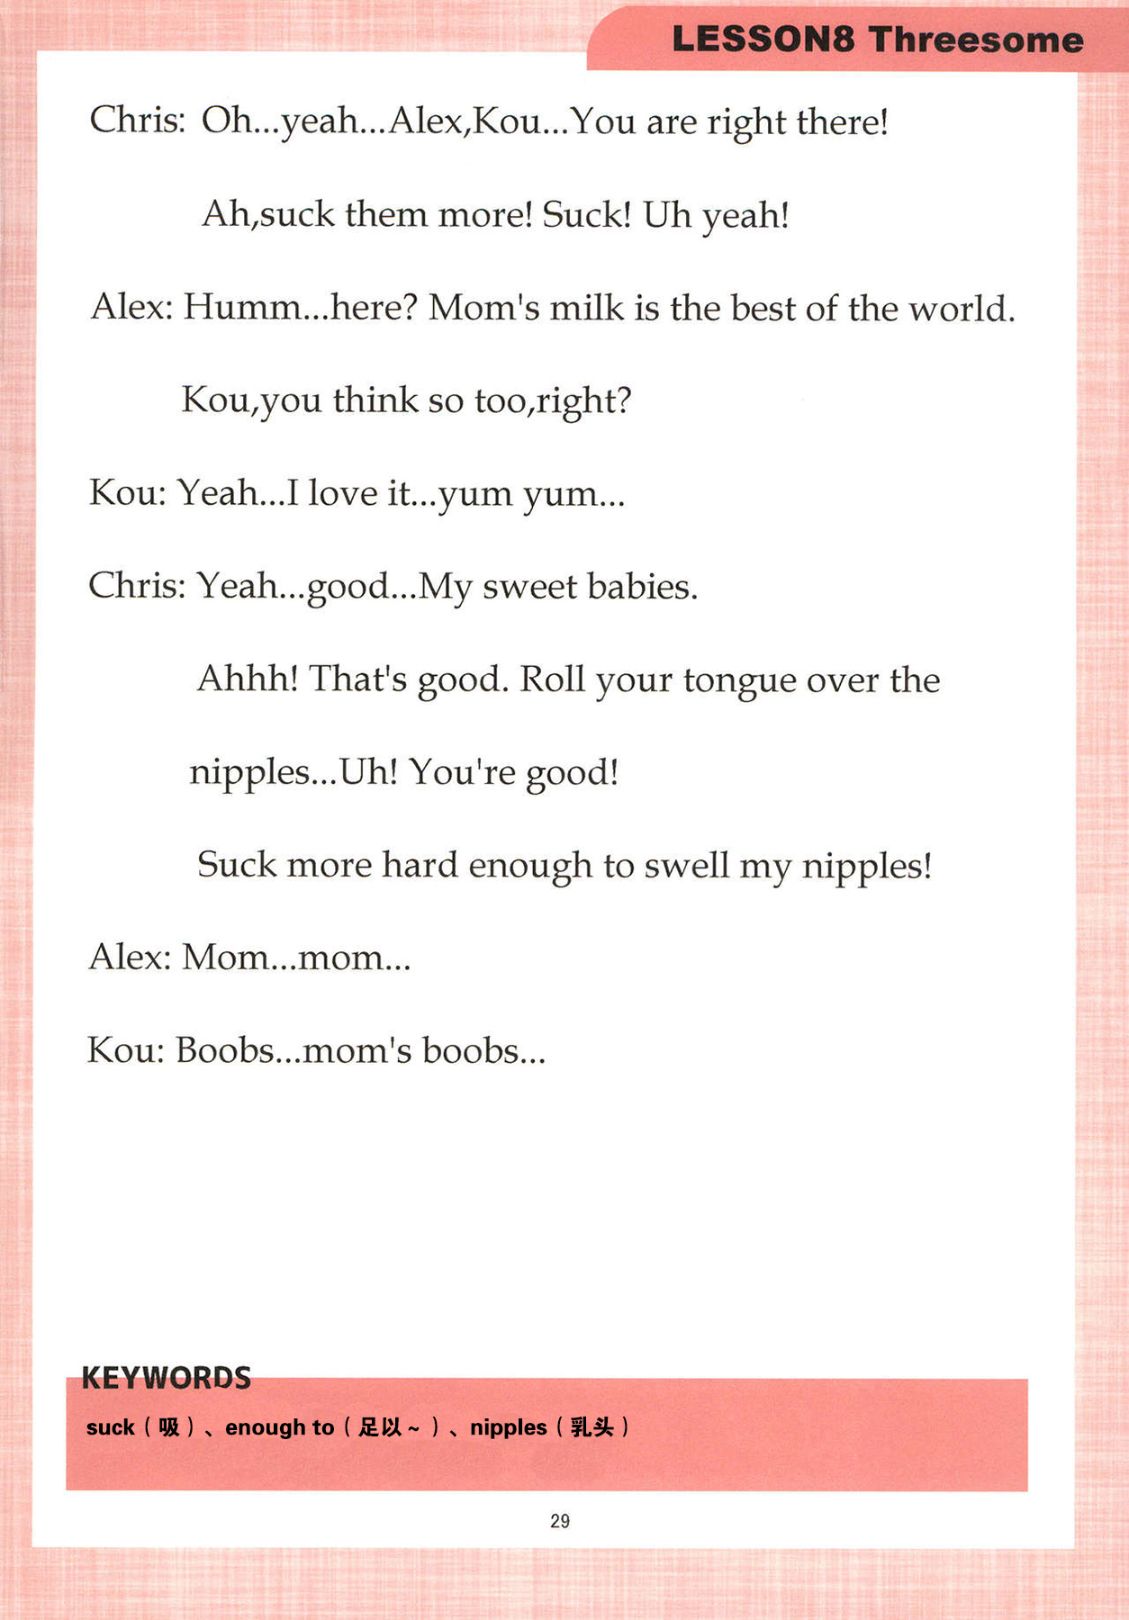 LESSON8 Threesome
Chris: Oh...yeah...Alex,Kou...You are right there!
Ah,suck them more! Suck! Uh yeah!
Alex: Humm...here? Mom's milk is the best of the world.
Kou,you think so too,right?
Kou: Yeah...I love it...yum yum...
Chris: Yeah...good...My sweet babies.
Ahhh! That's good. Roll your tongue over the
nipples...Uh! You're good!
Suck more hard enough to swell my nipples!
Alex: Mom...mom...
Kou: Boobs...mom's boobs...
KEYWORDS
suck（吸）、enough to（足以～）、nipples（乳头）
29